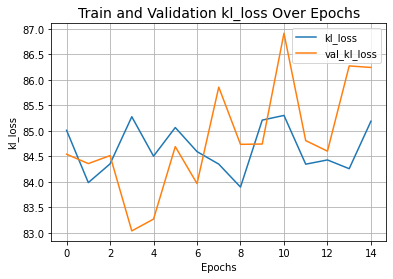 Train and Validation kl_loss Over Epochs
87.0
86.5
86.0
85.5
85.0
84.5
84.0
83.5
83.0
kl_loss
kl_loss
val_kl_loss
0 2 4 6 8 10 12 14
Epochs